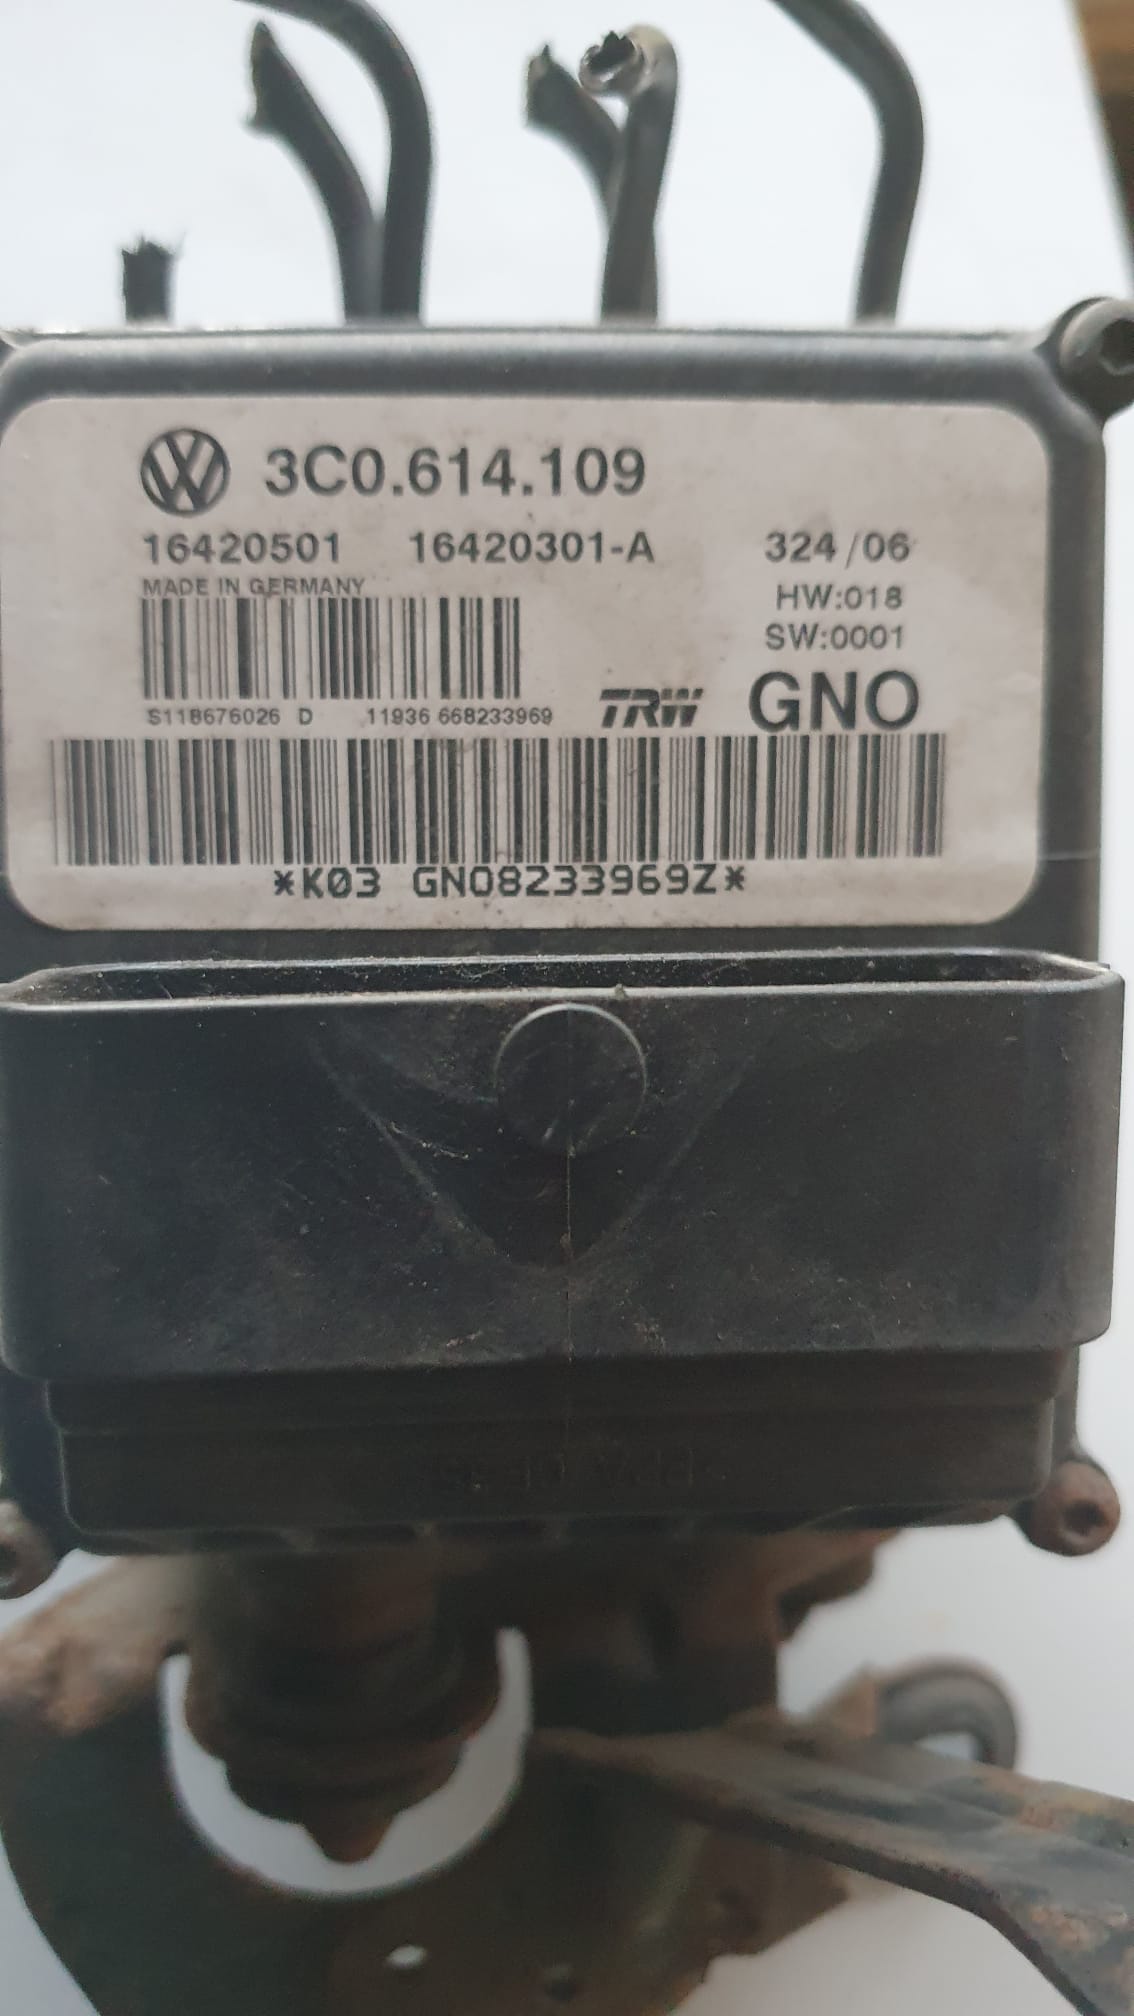 3C0.614.109
16420501 16420301-A 324/06
MADE IN GERMANY
HW:018
SW:0001
S118676026 D 11936 668233969
TRW GNO
*K03 GNO8233969Z*